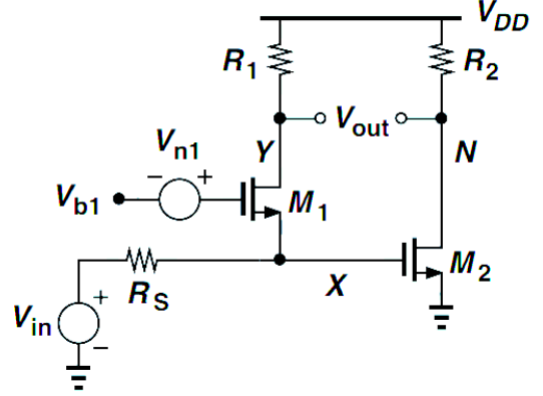 V_DD
R_1
R_2
V_out
Y
N
V_n1
− +
V_b1
M_1
M_2
R_S
X
+
V_in
−